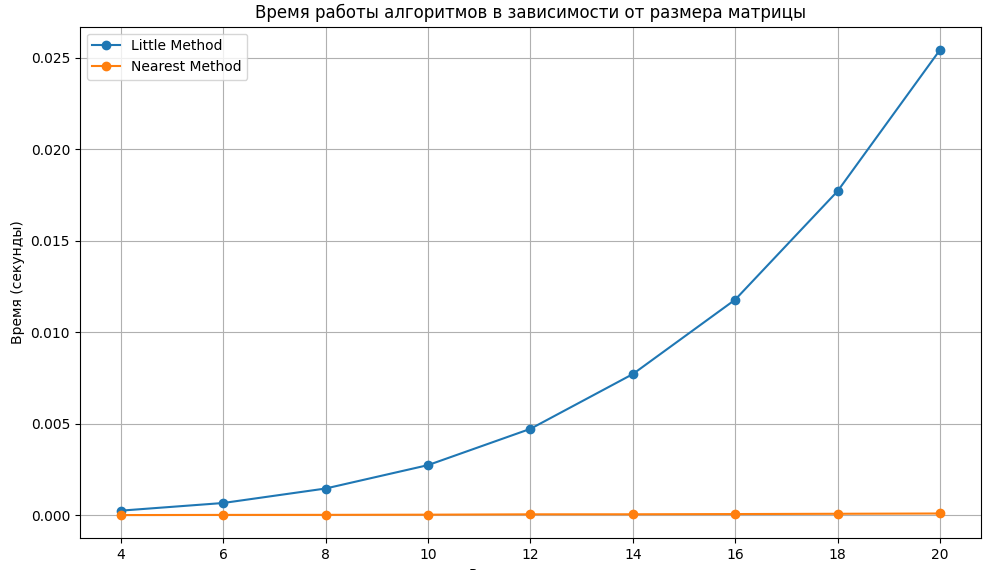 Время работы алгоритмов в зависимости от размера матрицы
Little Method
Nearest Method
Время (секунды)
0.025
0.020
0.015
0.010
0.005
0.000
4 6 8 10 12 14 16 18 20